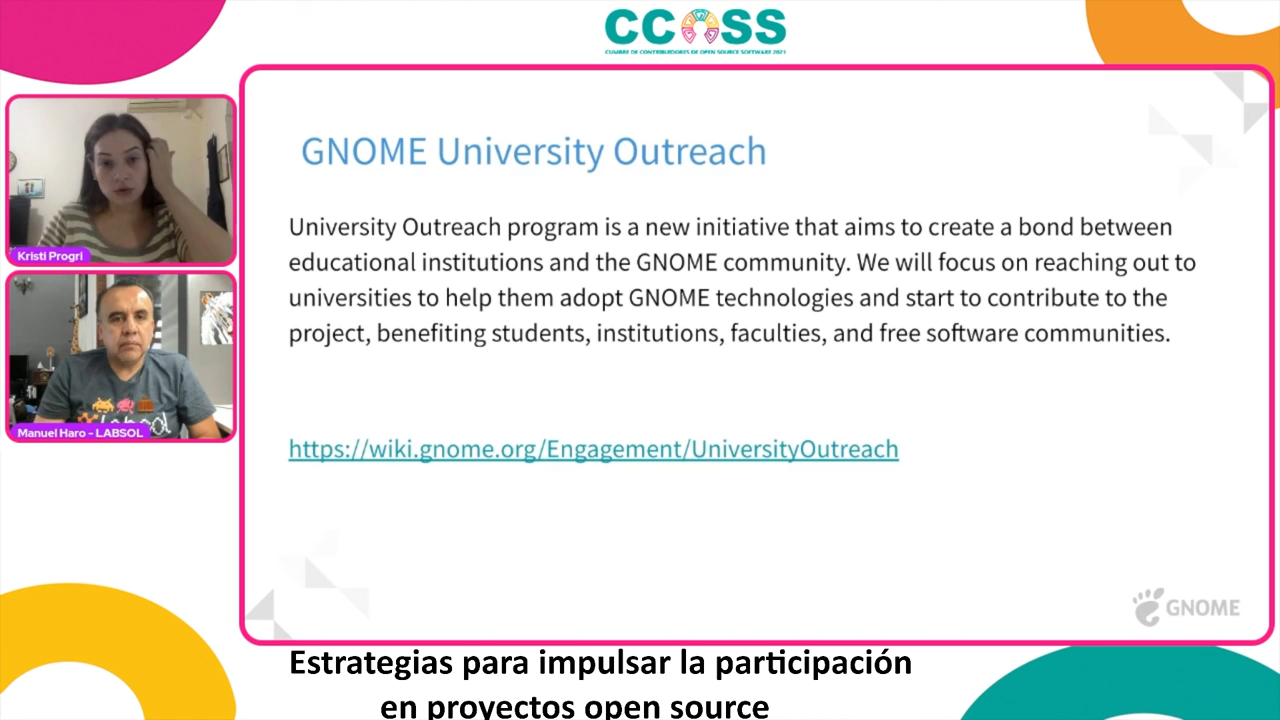 CCOSS
CUMBRE DE CONTRIBUIDORES DE OPEN SOURCE SOFTWARE 2021
GNOME University Outreach
University Outreach program is a new initiative that aims to create a bond between
educational institutions and the GNOME community. We will focus on reaching out to
universities to help them adopt GNOME technologies and start to contribute to the
project, benefiting students, institutions, faculties, and free software communities.
https://wiki.gnome.org/Engagement/UniversityOutreach
GNOME
Kristi Progri
Labsol
Manuel Haro - LABSOL
Estrategias para impulsar la participación
en proyectos open source